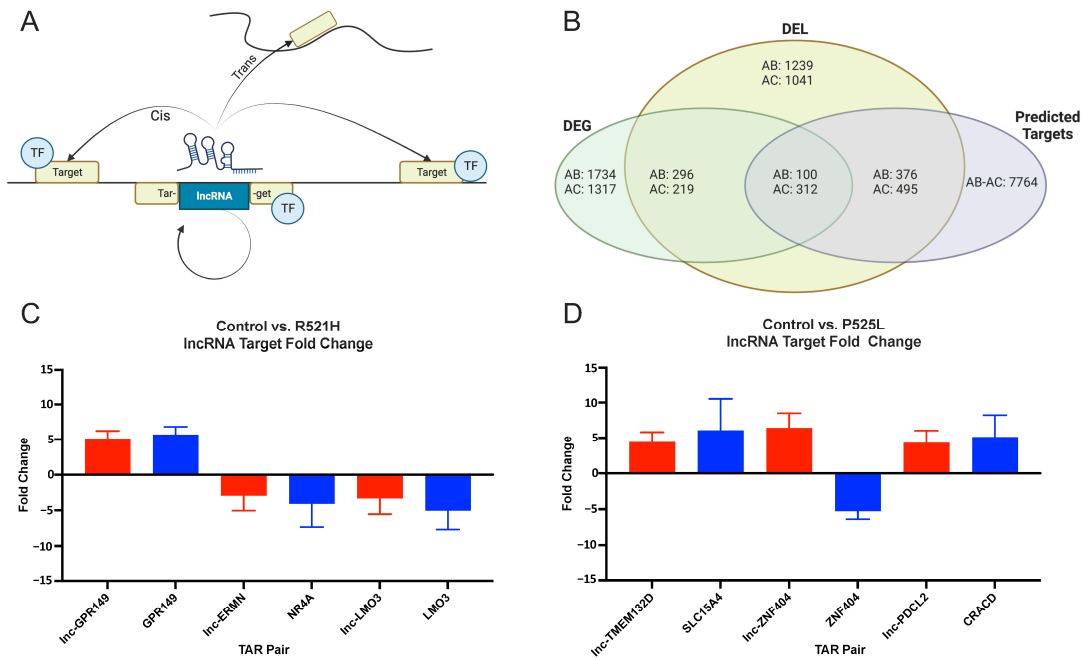 A
Trans
Cis
TF
Target
Tar-
lncRNA
-get
TF
Target
TF
B
DEL
AB: 1239
AC: 1041
DEG
Predicted
Targets
AB: 1734
AC: 1317
AB: 296
AC: 219
AB: 100
AC: 312
AB: 376
AC: 495
AB-AC: 7764
C
Control vs. R521H
lncRNA Target Fold Change
Fold Change
15
10
5
0
−5
−10
−15
lnc-GPR149
GPR149
lnc-ERMN
NR4A
lnc-LMO3
LMO3
TAR Pair
D
Control vs. P525L
lncRNA Target Fold Change
Fold Change
15
10
5
0
−5
−10
−15
lnc-TMEM132D
SLC15A4
lnc-ZNF404
ZNF404
lnc-PDCL2
CRACD
TAR Pair